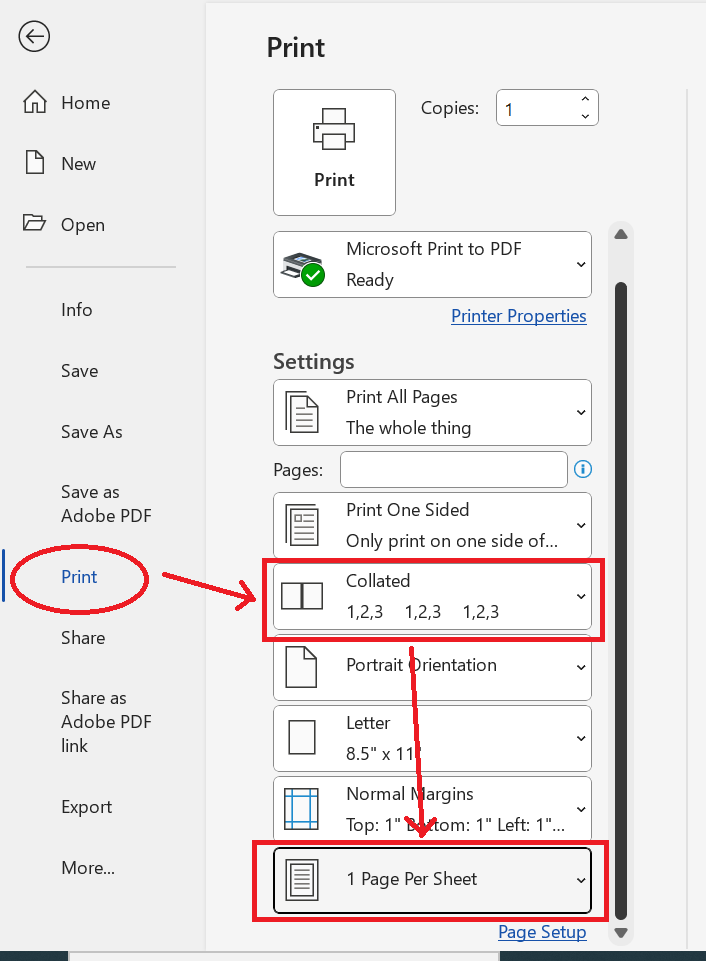 Print
Home
New
Open
Info
Save
Save As
Save as
Adobe PDF
Print
Share
Share as
Adobe PDF
link
Export
More...
Print
Copies:
1
Microsoft Print to PDF
Ready
Printer Properties
Settings
Print All Pages
The whole thing
Pages:
Print One Sided
Only print on one side of...
Collated
1,2,3 1,2,3 1,2,3
Portrait Orientation
Letter
8.5" x 11"
Normal Margins
Top: 1" Bottom: 1" Left: 1"...
1 Page Per Sheet
Page Setup